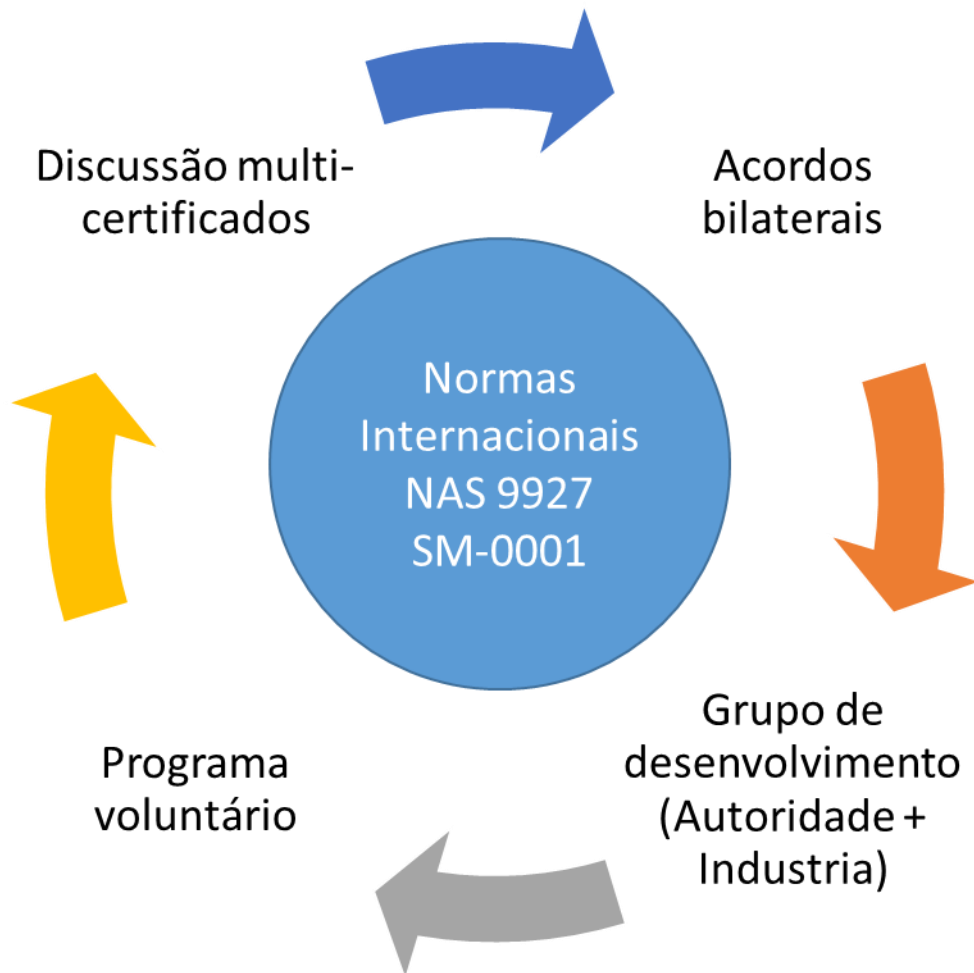 Discussão multi-
certificados
Acordos
bilaterais
Normas
Internacionais
NAS 9927
SM-0001
Grupo de
desenvolvimento
(Autoridade +
Industria)
Programa
voluntário